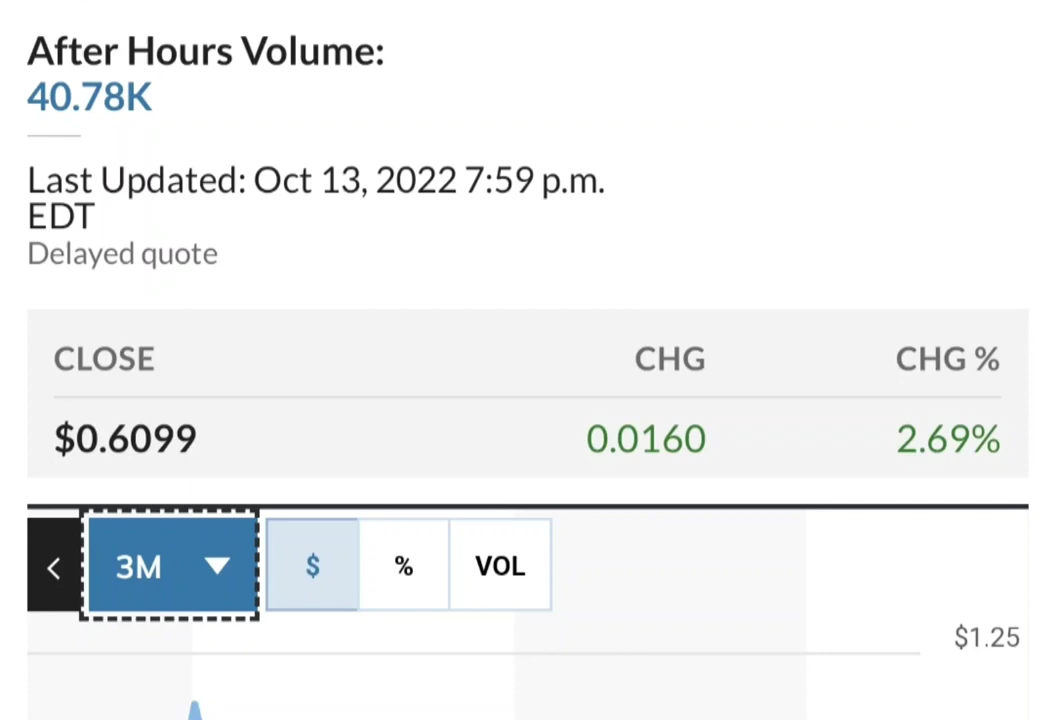 After Hours Volume:
40.78K
Last Updated: Oct 13, 2022 7:59 p.m.
EDT
Delayed quote
CLOSE CHG CHG %
$0.6099 0.0160 2.69%
3M $ % VOL
$1.25